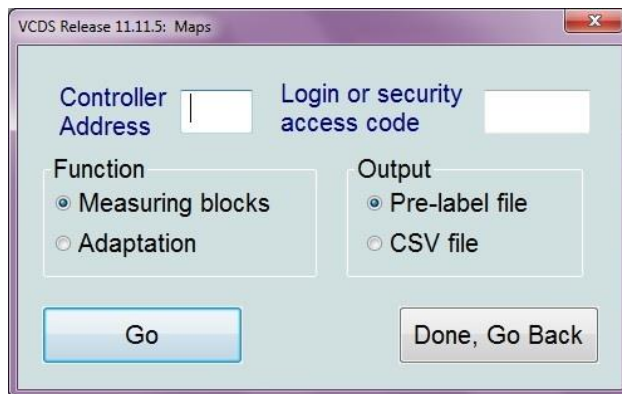 VCDS Release 11.11.5: Maps
Controller Address
Login or security access code
Function
Measuring blocks
Adaptation
Output
Pre-label file
CSV file
Go
Done, Go Back